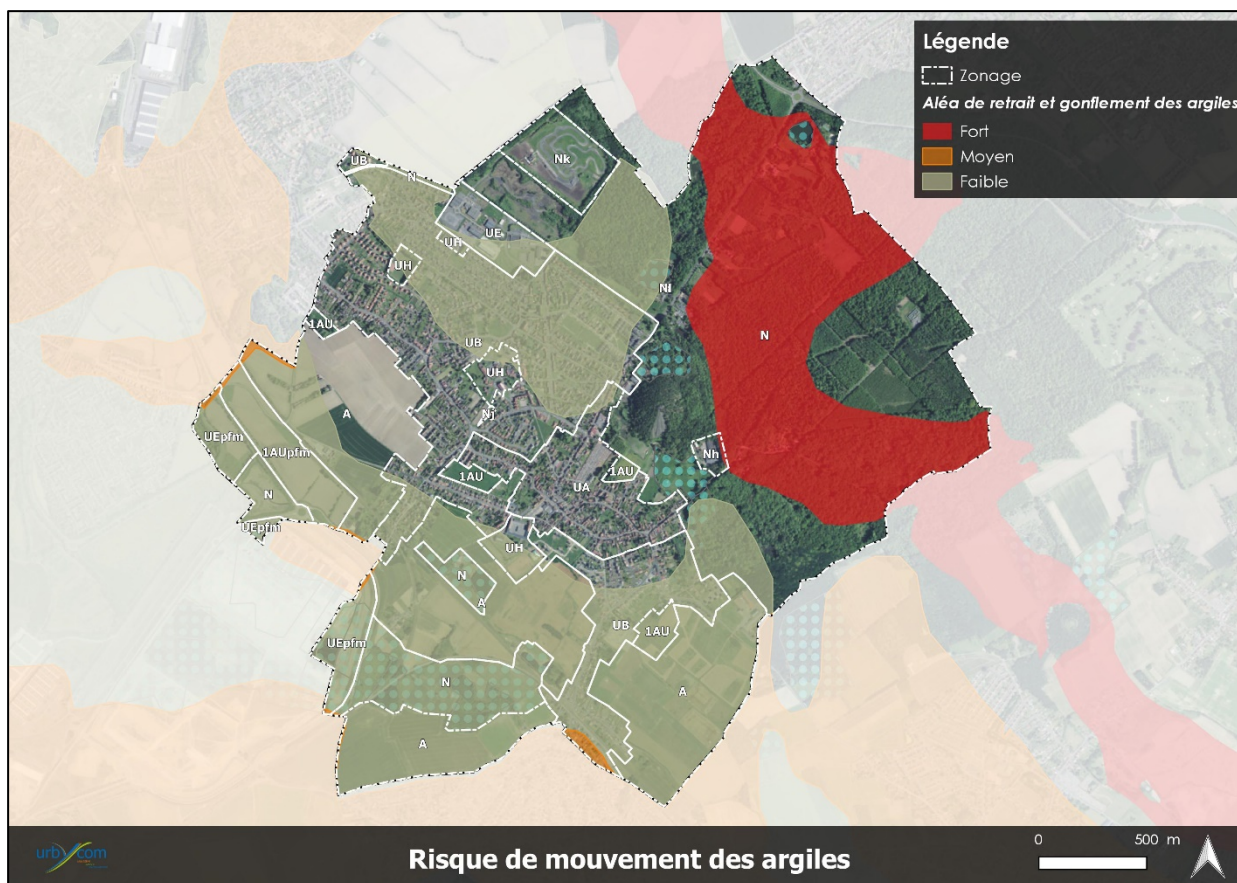 Légende
Zonage
Aléa de retrait et gonflement des argiles
Fort
Moyen
Faible
Nk
UB
N
UE
UH
UH
Nl
1AU
UB
UH
N
A
Nj
UEpfm
1AUpfm
Nh
1AU
1AU
UA
N
UEpfm
UH
N
A
UB
1AU
UEpfm
N
A
A
urbycom
Risque de mouvement des argiles
0 500 m